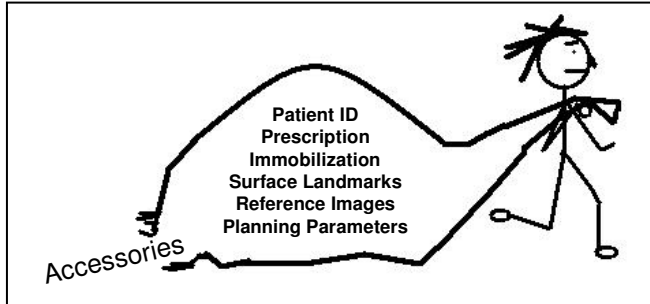 Patient ID
Prescription
Immobilization
Surface Landmarks
Reference Images
Planning Parameters
Accessories